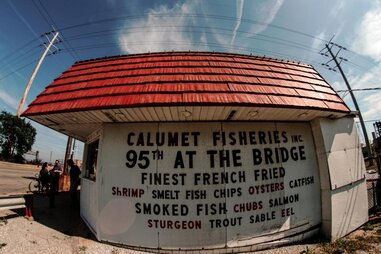 CALUMET FISHERIES INC
95TH AT THE BRIDGE
FINEST FRENCH FRIED
SHRIMP SMELT FISH CHIPS OYSTERS CATFISH
SMOKED FISH CHUBS SALMON
STURGEON TROUT SABLE EEL